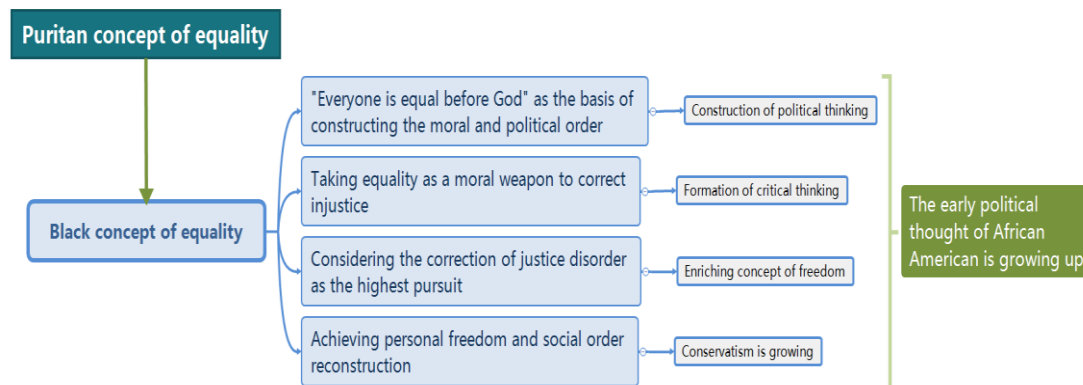 Puritan concept of equality
"Everyone is equal before God" as the basis of
constructing the moral and political order
Construction of political thinking
Taking equality as a moral weapon to correct
injustice
Formation of critical thinking
Black concept of equality
Considering the correction of justice disorder
as the highest pursuit
Enriching concept of freedom
Achieving personal freedom and social order
reconstruction
Conservatism is growing
The early political
thought of African
American is growing up